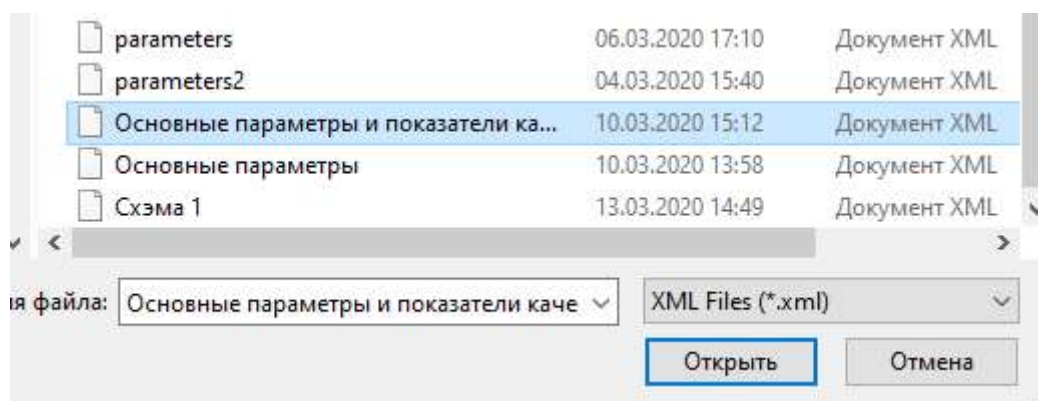 parameters 06.03.2020 17:10 Документ XML
parameters2 04.03.2020 15:40 Документ XML
Основные параметры и показатели ка... 10.03.2020 15:12 Документ XML
Основные параметры 10.03.2020 13:58 Документ XML
Схэма 1 13.03.2020 14:49 Документ XML
файла: Основные параметры и показатели каче XML Files (*.xml)
Открыть Отмена